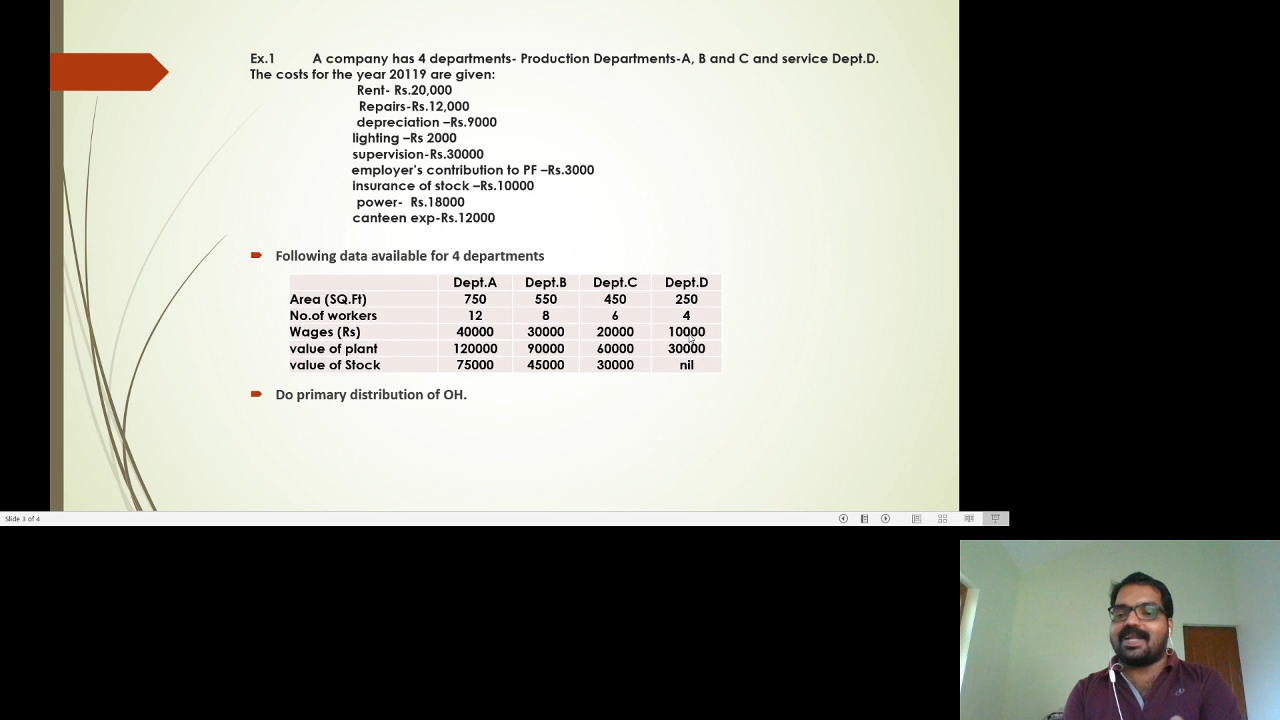 Ex.1 A company has 4 departments- Production Departments-A, B and C and service Dept.D.
The costs for the year 20119 are given:
Rent- Rs.20,000
Repairs-Rs.12,000
depreciation –Rs.9000
lighting –Rs 2000
supervision-Rs.30000
employer's contribution to PF –Rs.3000
insurance of stock –Rs.10000
power- Rs.18000
canteen exp-Rs.12000
Following data available for 4 departments
Dept.A Dept.B Dept.C Dept.D
Area (SQ.Ft) 750 550 450 250
No.of workers 12 8 6 4
Wages (Rs) 40000 30000 20000 10000
value of plant 120000 90000 60000 30000
value of Stock 75000 45000 30000 nil
Do primary distribution of OH.
Slide 3 of 4